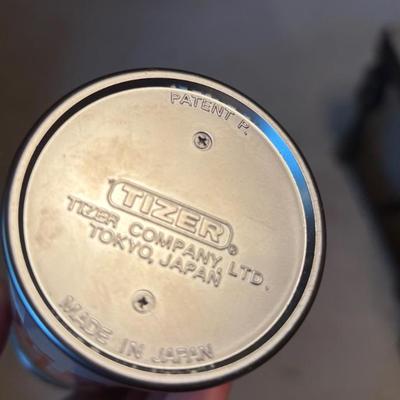 PATENT P.
TIZER®
TIZER COMPANY, LTD.
TOKYO, JAPAN
MADE IN JAPAN